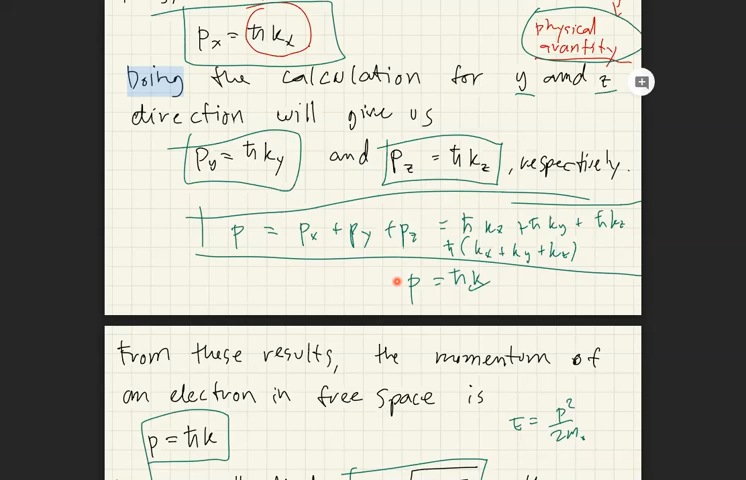 pₓ = ħkₓ
physical
quantity
Doing the calculation for y and z
direction will give us
Py = ħky and Pz = ħkz, respectively.
p = pₓ + py + pz = ħkₓ + ħky + ħkz
ħ(kₓ + ky + kz)
p = ħk
From these results, the momentum of
an electron in free space is
E = p²/2m₀
p = ħk